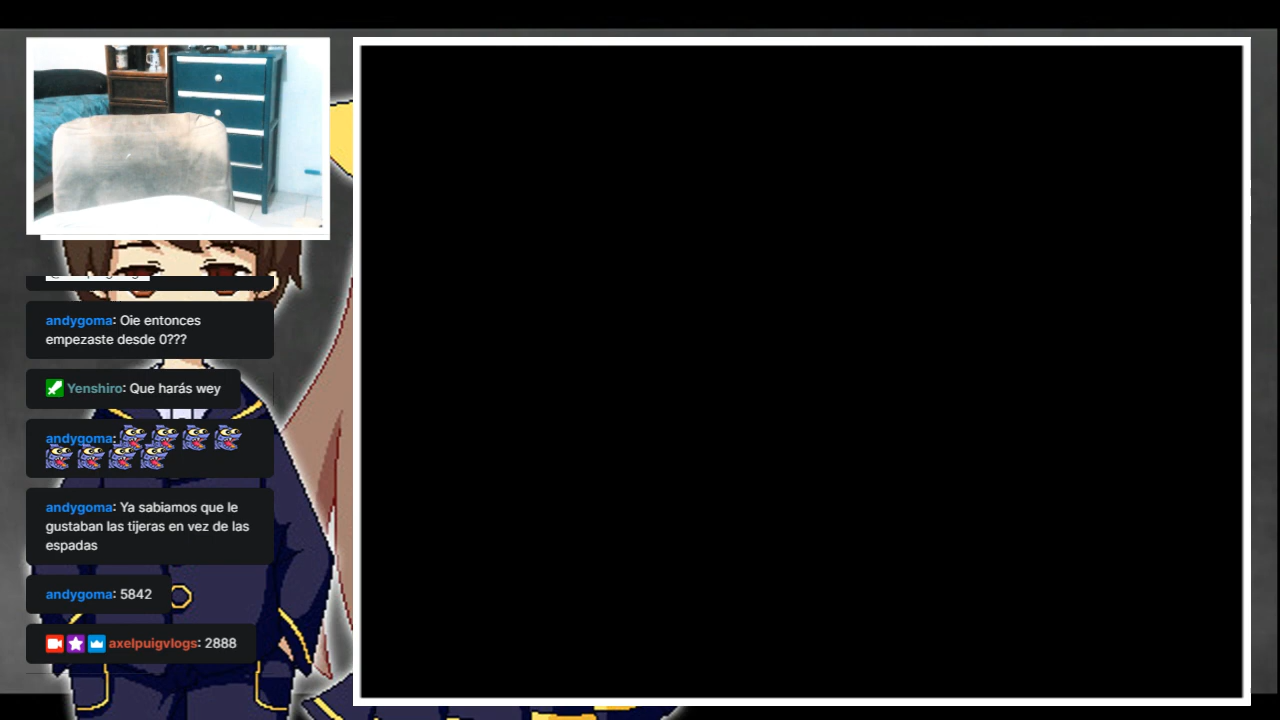 andygoma: Oie entonces
empezaste desde 0???
Yenshiro: Que harás wey
andygoma:
andygoma: Ya sabiamos que le
gustaban las tijeras en vez de las
espadas
andygoma: 5842
axelpuigvlogs: 2888